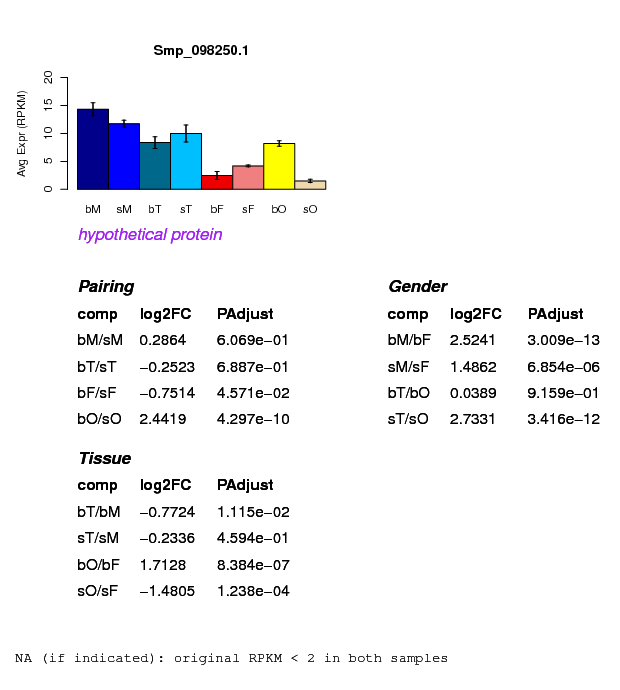 Smp_098250.1
Avg Expr (RPKM)
20
15
10
5
0
bM sM bT sT bF sF bO sO
hypothetical protein
Pairing
comp log2FC PAdjust
bM/sM 0.2864 6.069e−01
bT/sT −0.2523 6.887e−01
bF/sF −0.7514 4.571e−02
bO/sO 2.4419 4.297e−10
Gender
comp log2FC PAdjust
bM/bF 2.5241 3.009e−13
sM/sF 1.4862 6.854e−06
bT/bO 0.0389 9.159e−01
sT/sO 2.7331 3.416e−12
Tissue
comp log2FC PAdjust
bT/bM −0.7724 1.115e−02
sT/sM −0.2336 4.594e−01
bO/bF 1.7128 8.384e−07
sO/sF −1.4805 1.238e−04
NA (if indicated): original RPKM < 2 in both samples